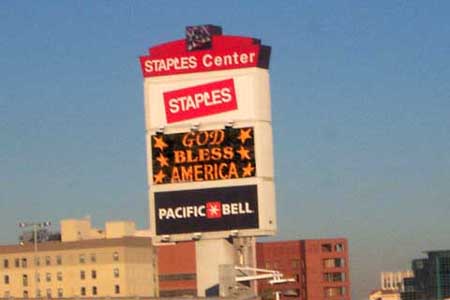 STAPLES Center
STAPLES
GOD
BLESS
AMERICA
PACIFIC BELL